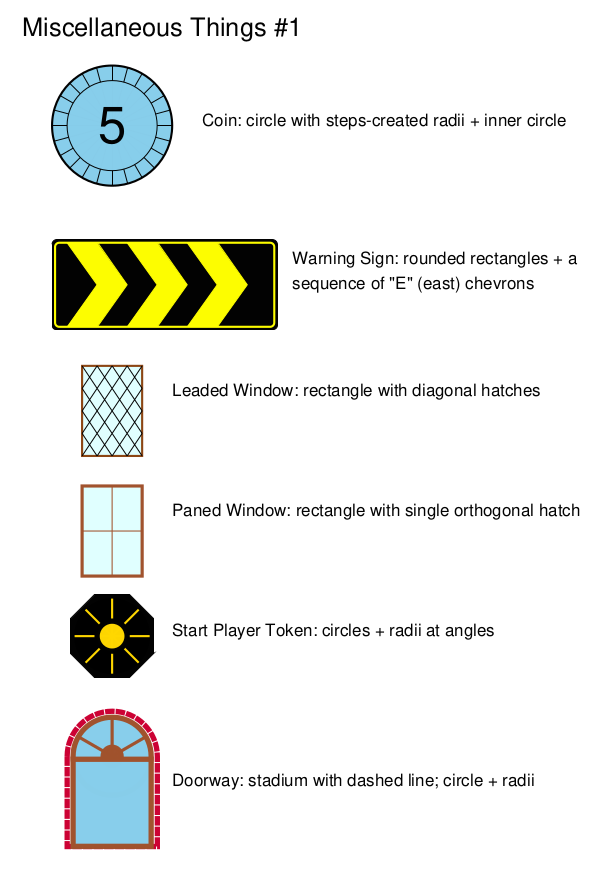 Miscellaneous Things #1
5
Coin: circle with steps-created radii + inner circle
Warning Sign: rounded rectangles + a
sequence of "E" (east) chevrons
Leaded Window: rectangle with diagonal hatches
Paned Window: rectangle with single orthogonal hatch
Start Player Token: circles + radii at angles
Doorway: stadium with dashed line; circle + radii